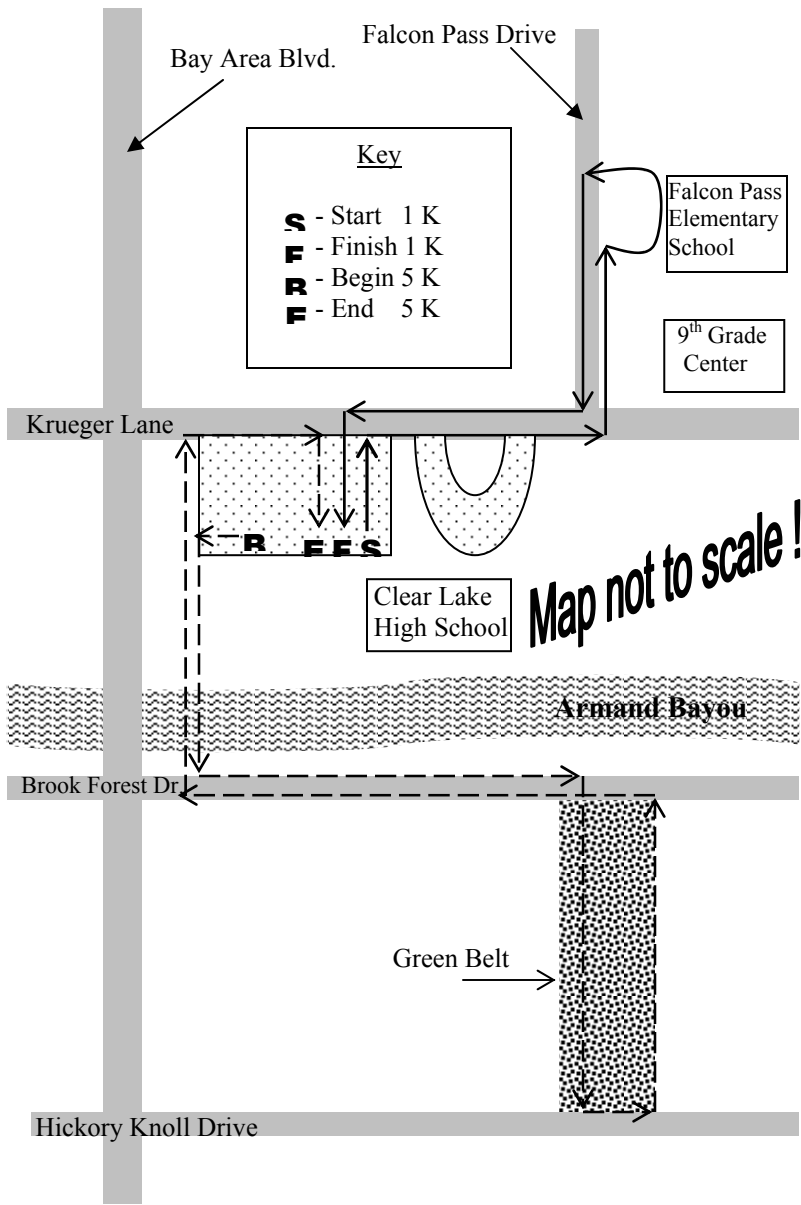 Falcon Pass Drive
Bay Area Blvd.
Key
S - Start 1 K
F - Finish 1 K
B - Begin 5 K
E - End 5 K
Falcon Pass
Elementary
School
9th Grade
Center
Krueger Lane
B
E F S
Clear Lake
High School
Map not to scale !
Armand Bayou
Brook Forest Dr.
Green Belt
Hickory Knoll Drive